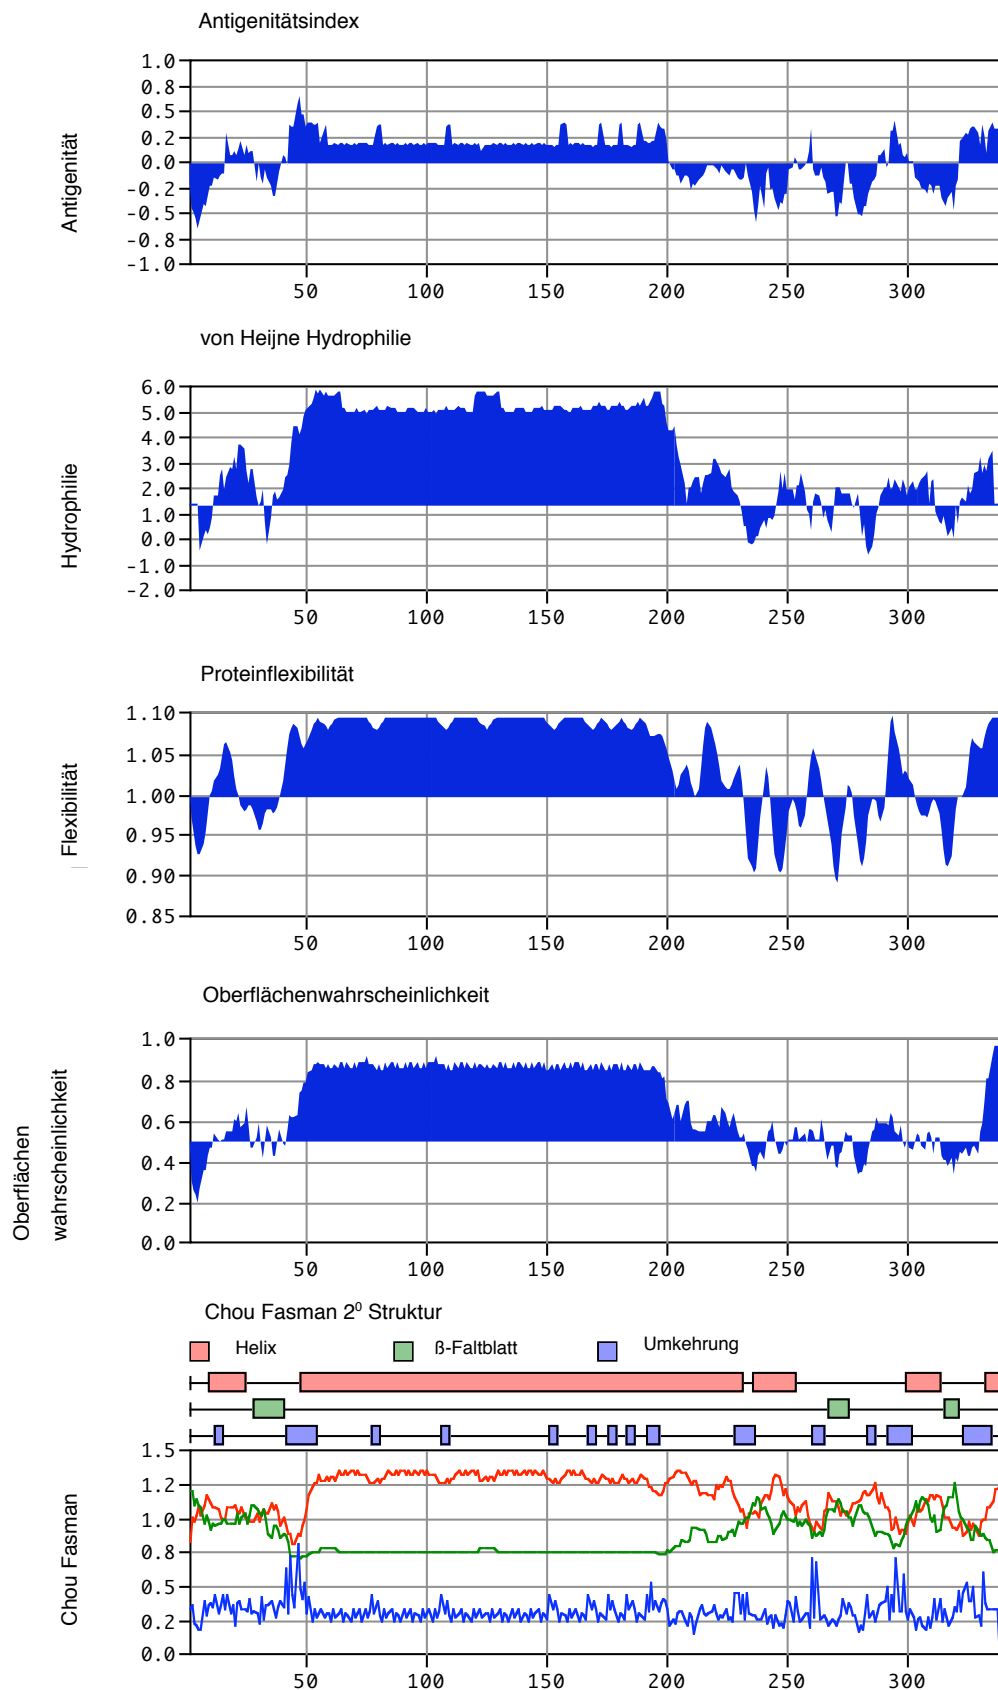 Antigenitätsindex
Antigenität
1.0
0.8
0.5
0.2
0.0
-0.2
-0.5
-0.8
-1.0
50 100 150 200 250 300
von Heijne Hydrophilie
Hydrophilie
6.0
5.0
4.0
3.0
2.0
1.0
0.0
-1.0
-2.0
50 100 150 200 250 300
Proteinflexibilität
Flexibilität
1.10
1.05
1.00
0.95
0.90
0.85
50 100 150 200 250 300
Oberflächenwahrscheinlichkeit
Oberflächen
wahrscheinlichkeit
1.0
0.8
0.6
0.4
0.2
0.0
50 100 150 200 250 300
Chou Fasman 2⁰ Struktur
Helix ß-Faltblatt Umkehrung
Chou Fasman
1.5
1.2
1.0
0.8
0.5
0.2
0.0
50 100 150 200 250 300